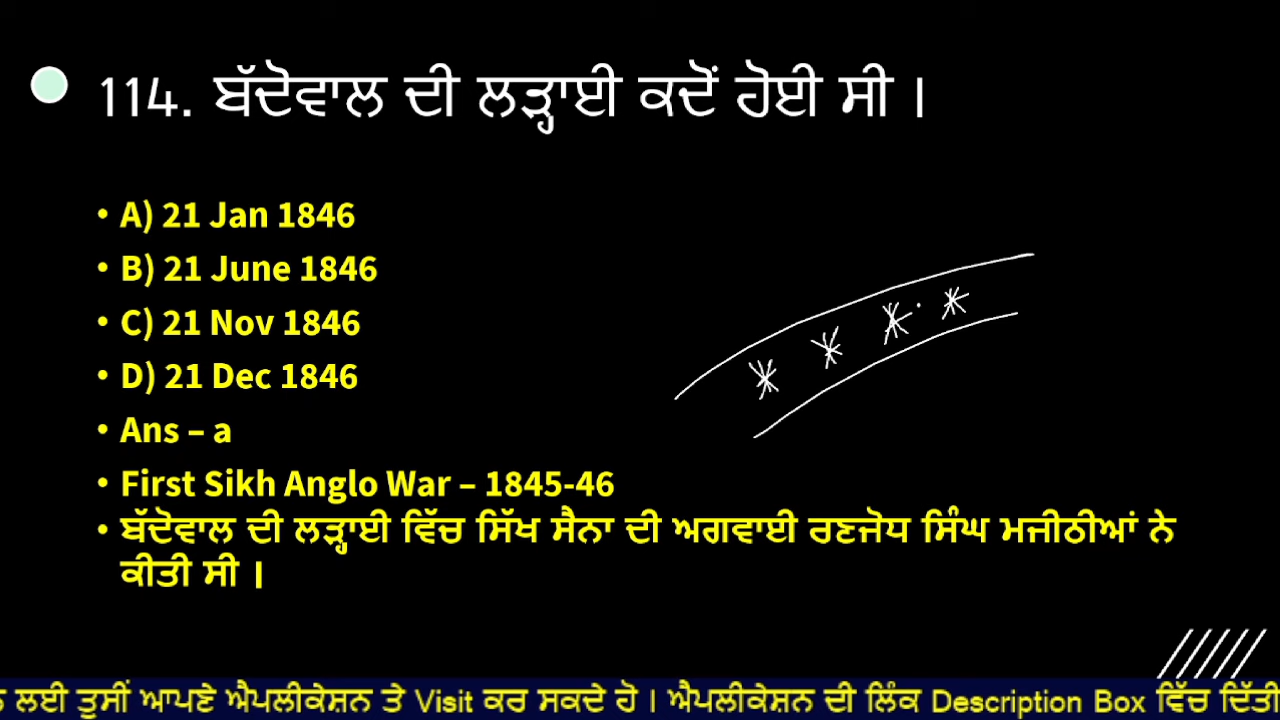 114. ਬੱਦੋਵਾਲ ਦੀ ਲੜ੍ਹਾਈ ਕਦੋਂ ਹੋਈ ਸੀ ।
• A) 21 Jan 1846
• B) 21 June 1846
• C) 21 Nov 1846
• D) 21 Dec 1846
• Ans – a
• First Sikh Anglo War – 1845-46
• ਬੱਦੋਵਾਲ ਦੀ ਲੜ੍ਹਾਈ ਵਿੱਚ ਸਿੱਖ ਸੈਨਾ ਦੀ ਅਗਵਾਈ ਰਣਜੋਧ ਸਿੰਘ ਮਜੀਠੀਆਂ ਨੇ
ਕੀਤੀ ਸੀ ।
ਲਈ ਤੁਸੀਂ ਆਪਣੇ ਐਪਲੀਕੇਸ਼ਨ ਤੇ Visit ਕਰ ਸਕਦੇ ਹੋ । ਐਪਲੀਕੇਸ਼ਨ ਦੀ ਲਿੰਕ Description Box ਵਿੱਚ ਦਿੱਤੀ